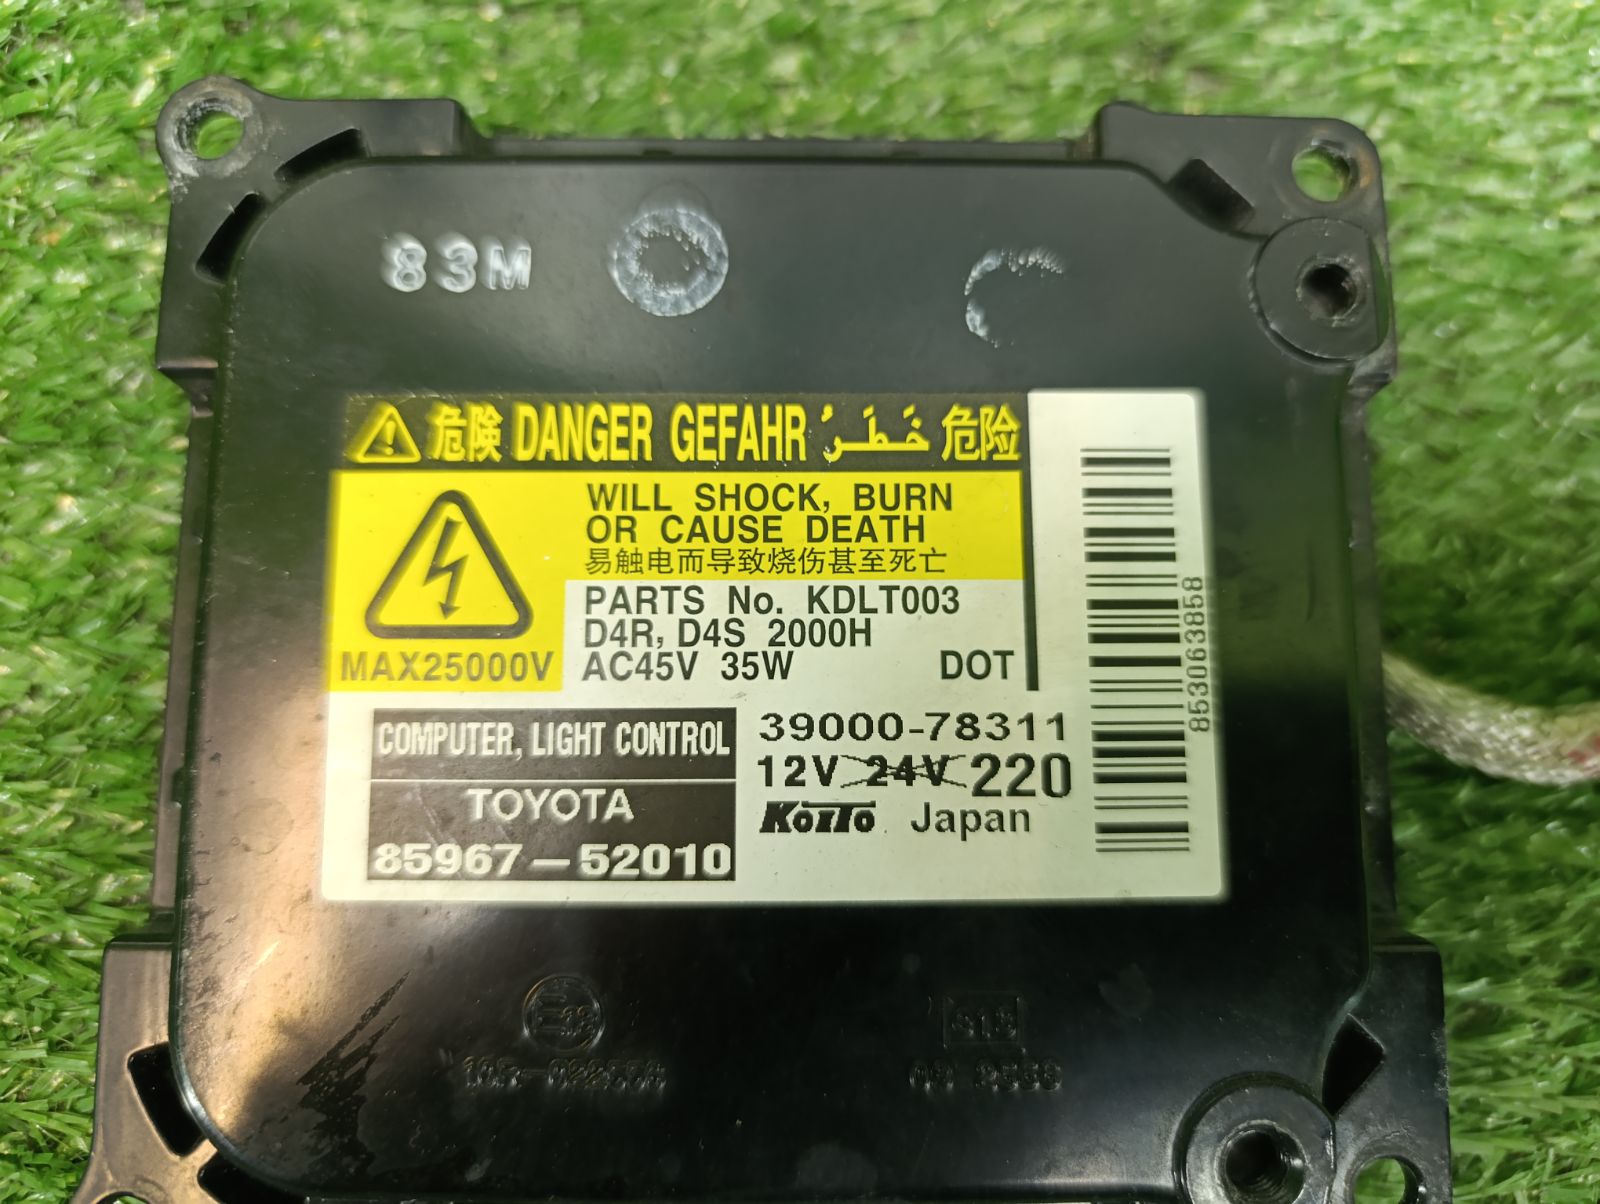 83M
危険 DANGER GEFAHR خَطَرٌ 危险
WILL SHOCK, BURN
OR CAUSE DEATH
易触电而导致烧伤甚至死亡
MAX25000V
PARTS No. KDLT003
D4R, D4S 2000H
AC45V 35W DOT
COMPUTER, LIGHT CONTROL
TOYOTA
85967-52010
39000-78311
12V 24V 220
KOITO Japan
853063858